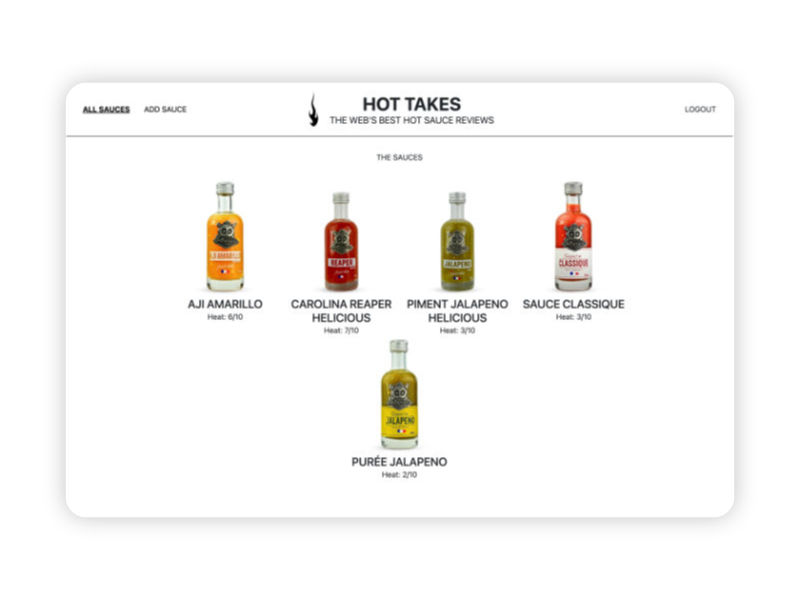 ALL SAUCES
ADD SAUCE
HOT TAKES
THE WEB'S BEST HOT SAUCE REVIEWS
LOGOUT
THE SAUCES
AJI AMARILLO
REAPER
JALAPENO
CLASSIQUE
AJI AMARILLO
Heat: 6/10
CAROLINA REAPER
HELICIOUS
Heat: 7/10
PIMENT JALAPENO
HELICIOUS
Heat: 3/10
SAUCE CLASSIQUE
Heat: 3/10
JALAPENO
PURÉE JALAPENO
Heat: 2/10